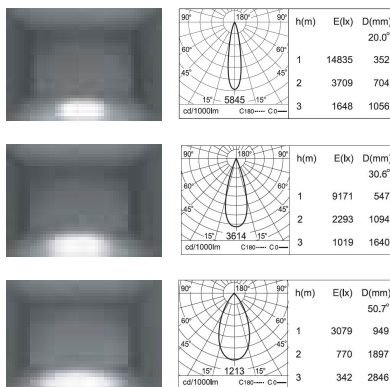 90° 180° 90°
60° 60°
45° 45°
15° 5845 15°
cd/1000lm C180 C0
h(m) E(lx) D(mm)
20.0°
1 14835 352
2 3709 704
3 1648 1056
90° 180° 90°
60° 60°
45° 45°
15° 3614 15°
cd/1000lm C180 C0
h(m) E(lx) D(mm)
30.6°
1 9171 547
2 2293 1094
3 1019 1640
90° 180° 90°
60° 60°
45° 45°
15° 1213 15°
cd/1000lm C180 C0
h(m) E(lx) D(mm)
50.7°
1 3079 949
2 770 1897
3 342 2846